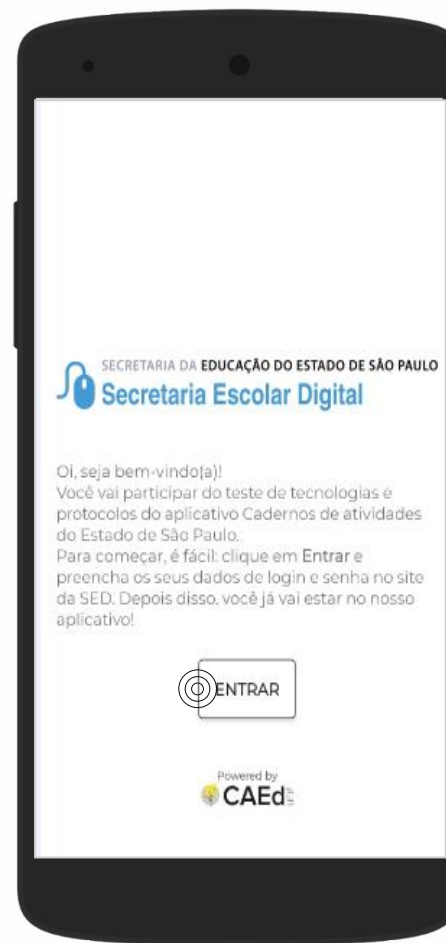 SECRETARIA DA EDUCAÇÃO DO ESTADO DE SÃO PAULO
Secretaria Escolar Digital
Oi, seja bem-vindo(a)!
Você vai participar do teste de tecnologias e
protocolos do aplicativo Cadernos de atividades
do Estado de São Paulo.
Para começar, é fácil: clique em Entrar e
preencha os seus dados de login e senha no site
da SED. Depois disso, você já vai estar no nosso
aplicativo!
ENTRAR
Powered by
CAEd